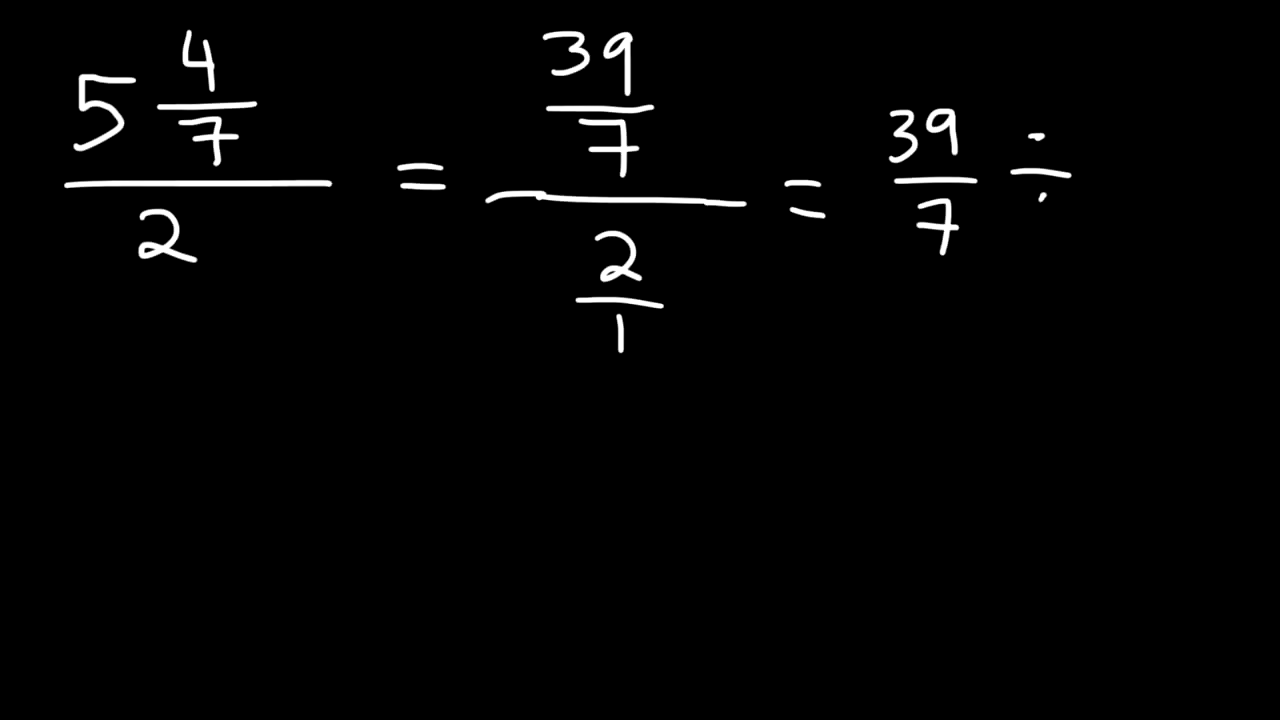 5 4/7 / 2 = 39/7 / 2/1 = 39/7 ÷